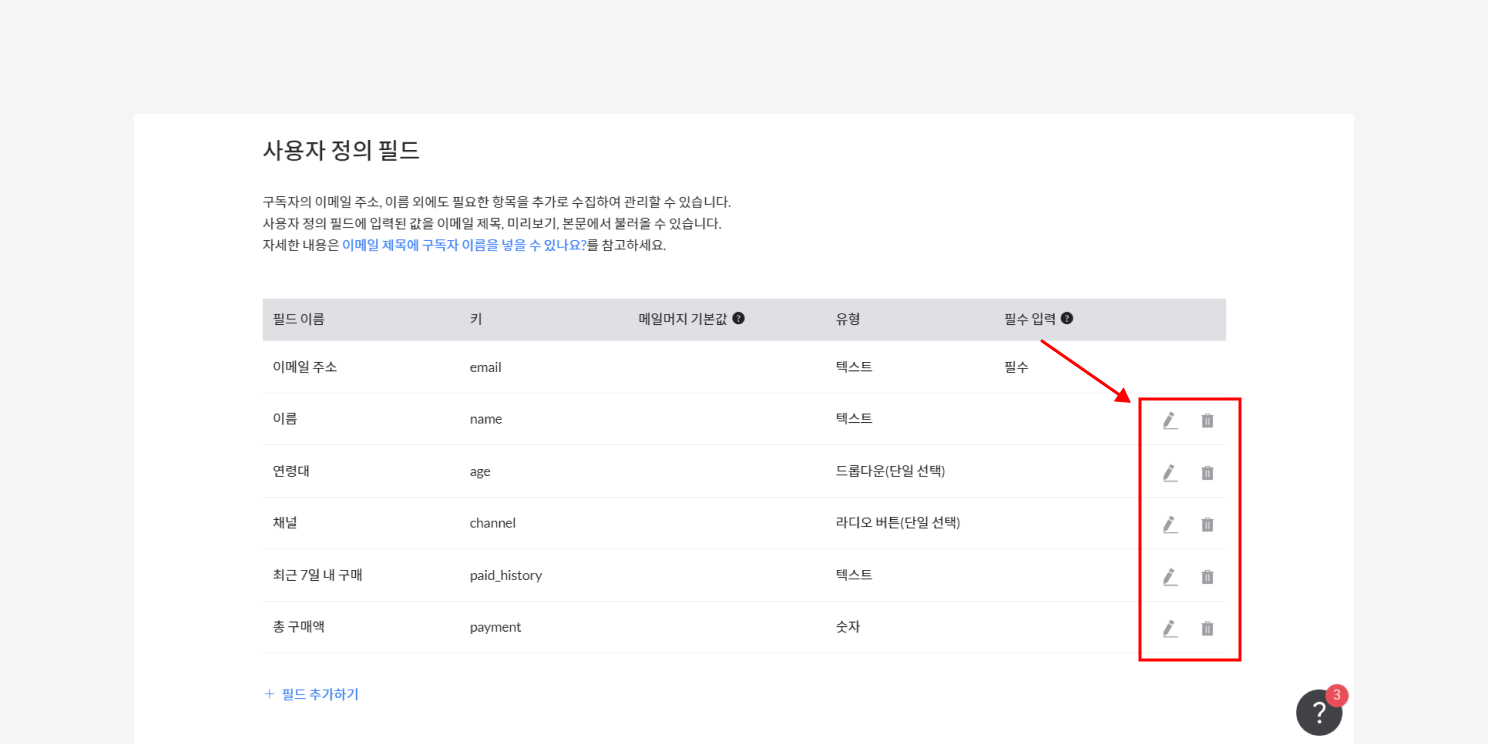 사용자 정의 필드
구독자의 이메일 주소, 이름 외에도 필요한 항목을 추가로 수집하여 관리할 수 있습니다.
사용자 정의 필드에 입력된 값을 이메일 제목, 미리보기, 본문에서 불러올 수 있습니다.
자세한 내용은 이메일 제목에 구독자 이름을 넣을 수 있나요?를 참고하세요.
필드 이름 키 메일머지 기본값 ? 유형 필수 입력 ?
이메일 주소 email 텍스트 필수
이름 name 텍스트
연령대 age 드롭다운(단일 선택)
채널 channel 라디오 버튼(단일 선택)
최근 7일 내 구매 paid_history 텍스트
총 구매액 payment 숫자
+ 필드 추가하기
? 3